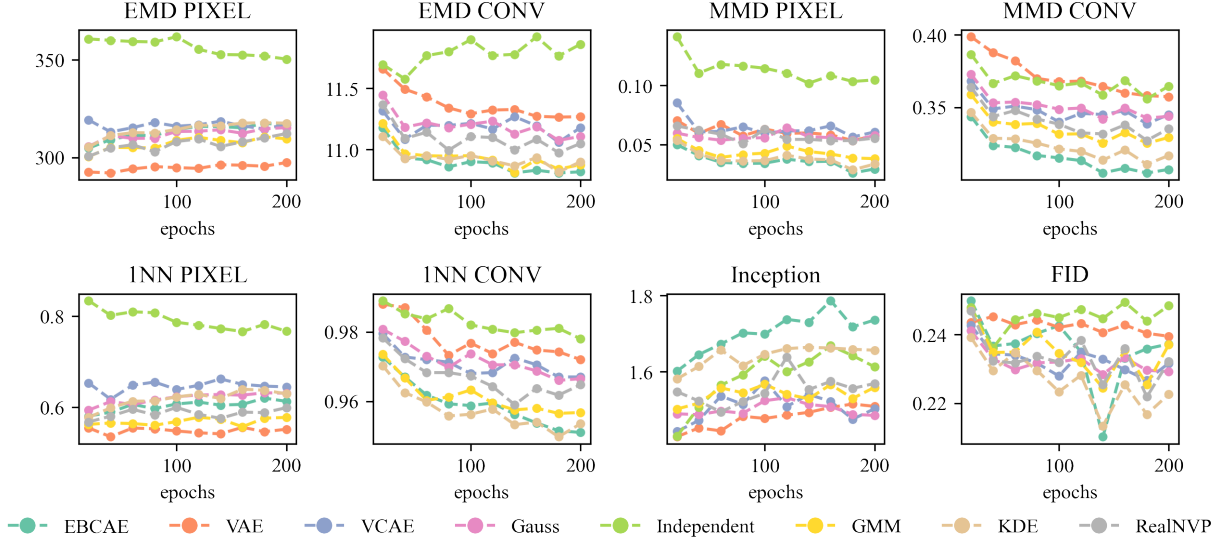 EMD PIXEL EMD CONV MMD PIXEL MMD CONV
350
300
100 200
epochs
11.5
11.0
100 200
epochs
0.10
0.05
100 200
epochs
0.40
0.35
100 200
epochs
1NN PIXEL 1NN CONV Inception FID
0.8
0.6
100 200
epochs
0.98
0.96
100 200
epochs
1.8
1.6
100 200
epochs
0.24
0.22
100 200
epochs
EBCAE VAE VCAE Gauss Independent GMM KDE RealNVP